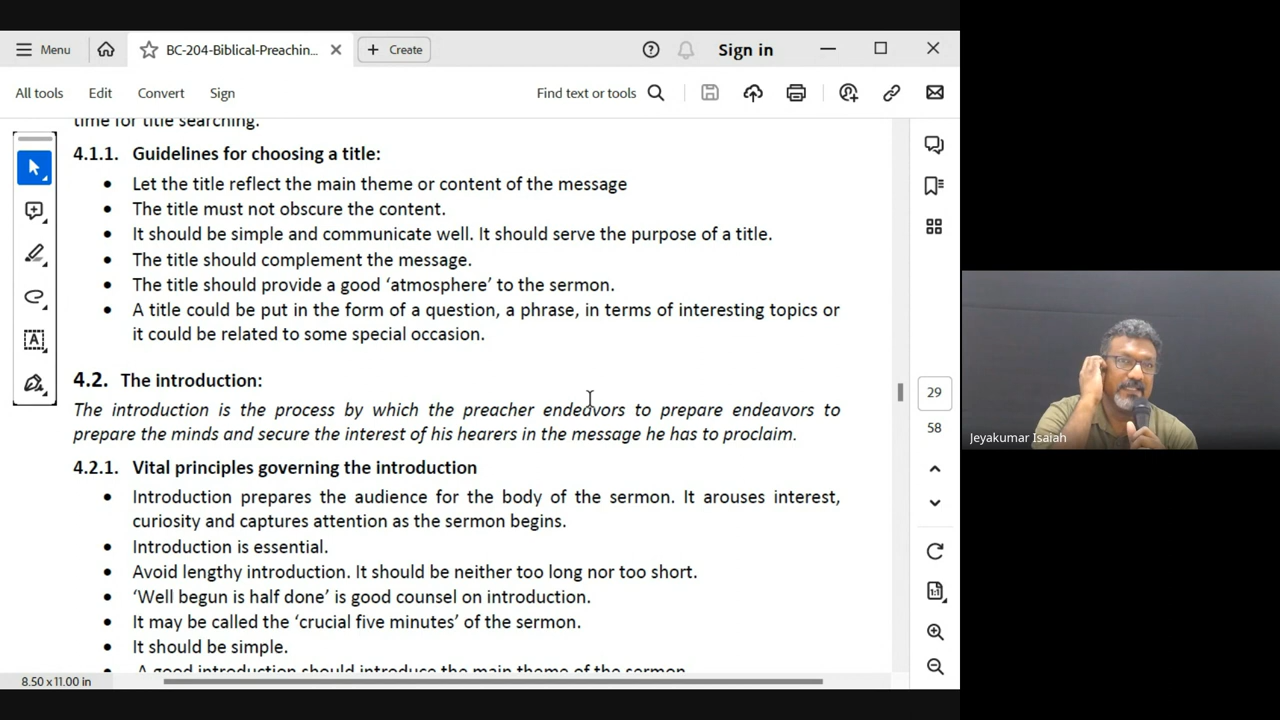 Menu
BC-204-Biblical-Preachin...
Create
Sign in
All tools
Edit
Convert
Sign
Find text or tools
time for title searching.
4.1.1. Guidelines for choosing a title:
• Let the title reflect the main theme or content of the message
• The title must not obscure the content.
• It should be simple and communicate well. It should serve the purpose of a title.
• The title should complement the message.
• The title should provide a good ‘atmosphere’ to the sermon.
• A title could be put in the form of a question, a phrase, in terms of interesting topics or
it could be related to some special occasion.
4.2. The introduction:
The introduction is the process by which the preacher endeavors to prepare endeavors to
prepare the minds and secure the interest of his hearers in the message he has to proclaim.
4.2.1. Vital principles governing the introduction
• Introduction prepares the audience for the body of the sermon. It arouses interest,
curiosity and captures attention as the sermon begins.
• Introduction is essential.
• Avoid lengthy introduction. It should be neither too long nor too short.
• ‘Well begun is half done’ is good counsel on introduction.
• It may be called the ‘crucial five minutes’ of the sermon.
• It should be simple.
• A good introduction should introduce the main theme of the sermon
29
58
1:1
8.50 x 11.00 in
Jeyakumar Isaiah